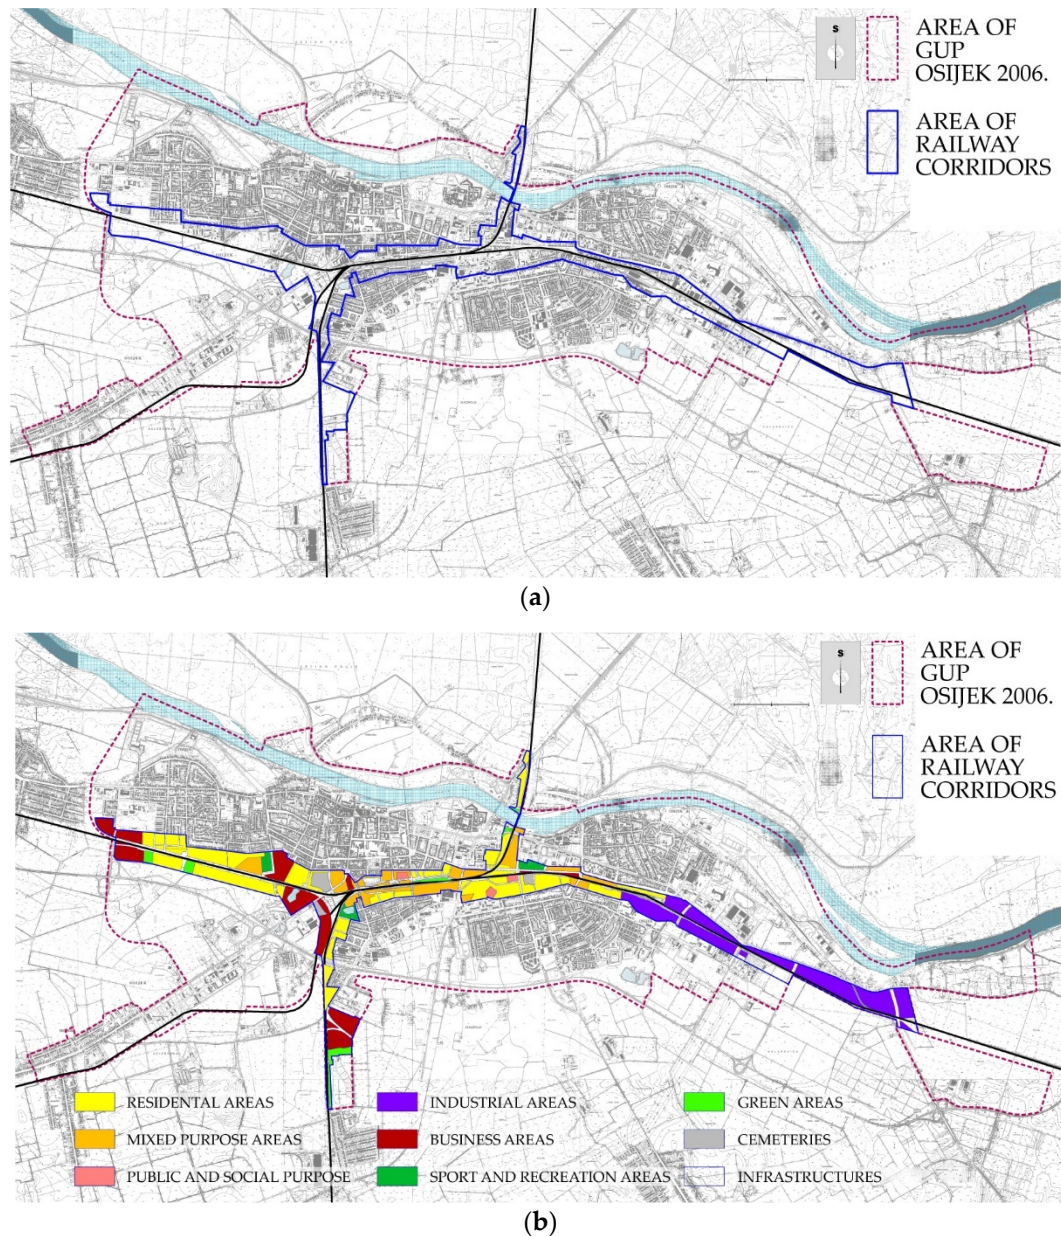 S
AREA OF
GUP
OSIJEK 2006.
AREA OF
RAILWAY
CORRIDORS
(a)
S
AREA OF
GUP
OSIJEK 2006.
AREA OF
RAILWAY
CORRIDORS
RESIDENTAL AREAS
INDUSTRIAL AREAS
GREEN AREAS
MIXED PURPOSE AREAS
BUSINESS AREAS
CEMETERIES
PUBLIC AND SOCIAL PURPOSE
SPORT AND RECREATION AREAS
INFRASTRUCTURES
(b)